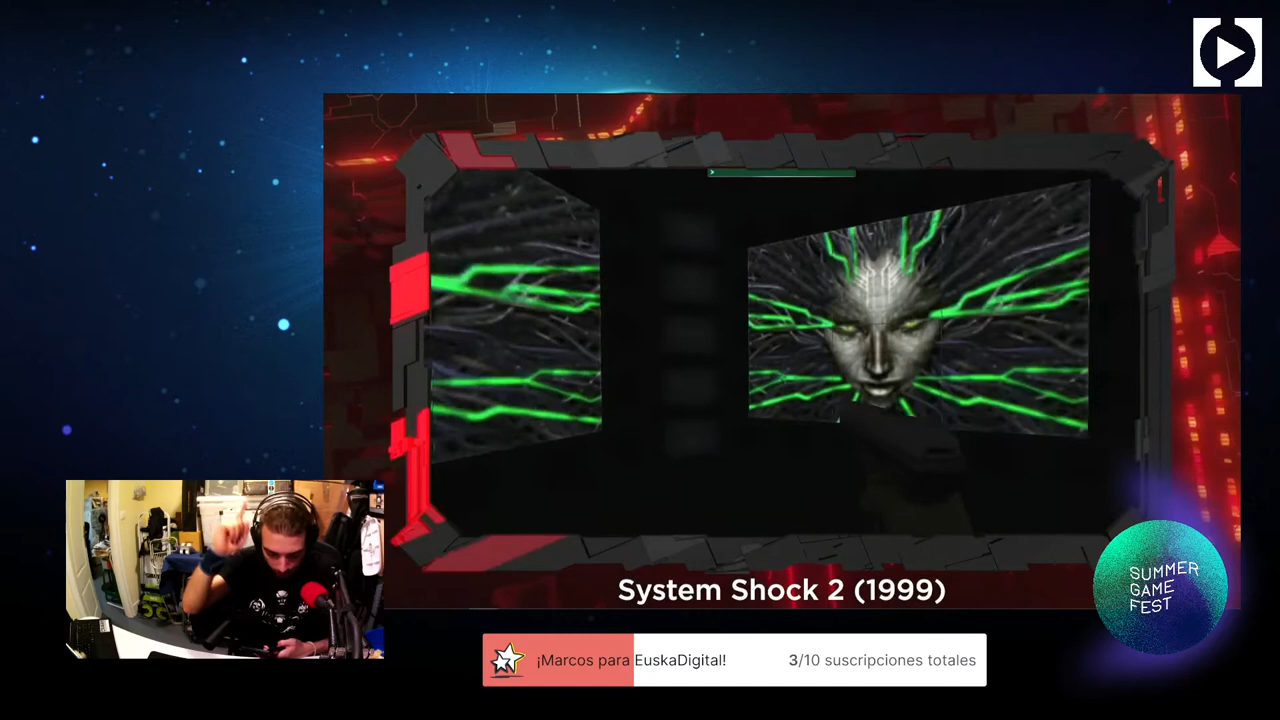 System Shock 2 (1999)
SUMMER
GAME
FEST
¡Marcos para EuskaDigital!
3/10 suscripciones totales